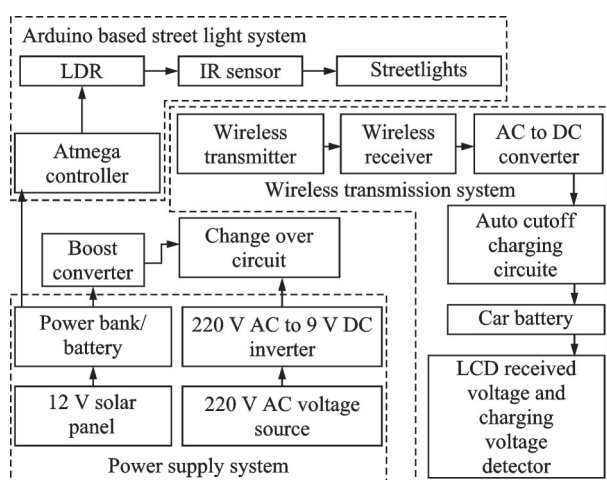 Arduino based street light system
LDR
IR sensor
Streetlights
Atmega
controller
Wireless
transmitter
Wireless
receiver
AC to DC
converter
Wireless transmission system
Auto cutoff
charging
circuite
Car battery
LCD received
voltage and
charging
voltage
detector
Boost
converter
Change over
circuit
Power bank/
battery
220 V AC to 9 V DC
inverter
12 V solar
panel
220 V AC voltage
source
Power supply system